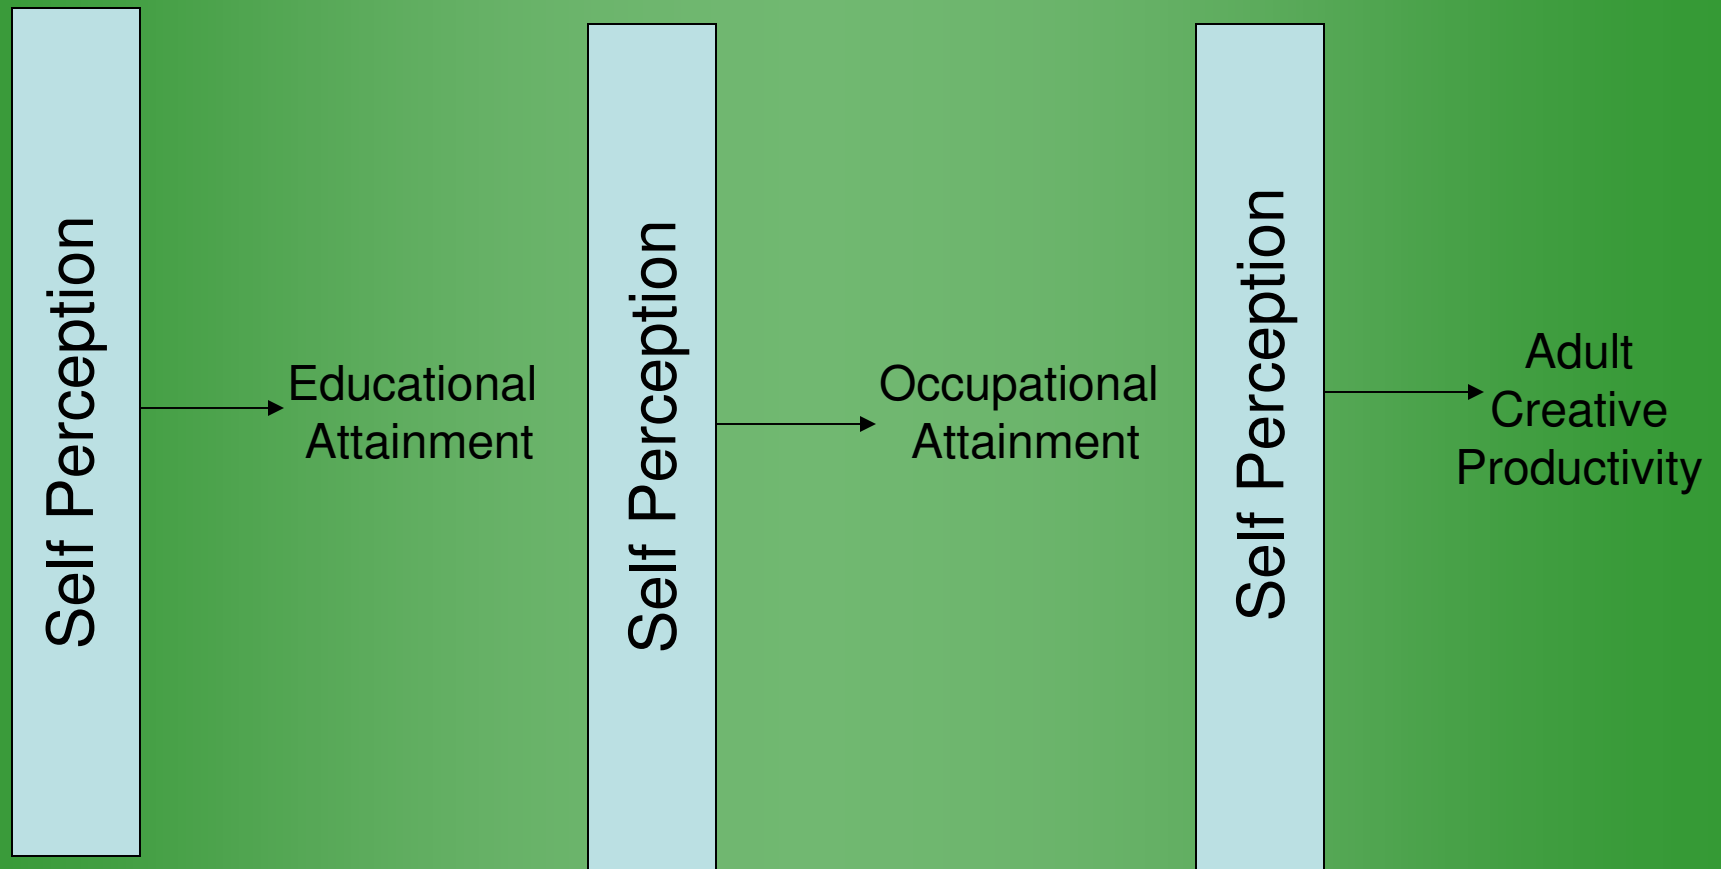 Self Perception
Educational
Attainment
Self Perception
Occupational
Attainment
Self Perception
Adult
Creative
Productivity